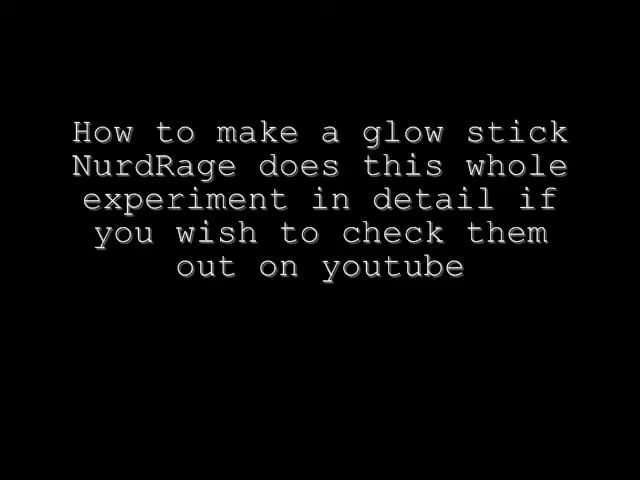 How to make a glow stick
NurdRage does this whole
experiment in detail if
you wish to check them
out on youtube